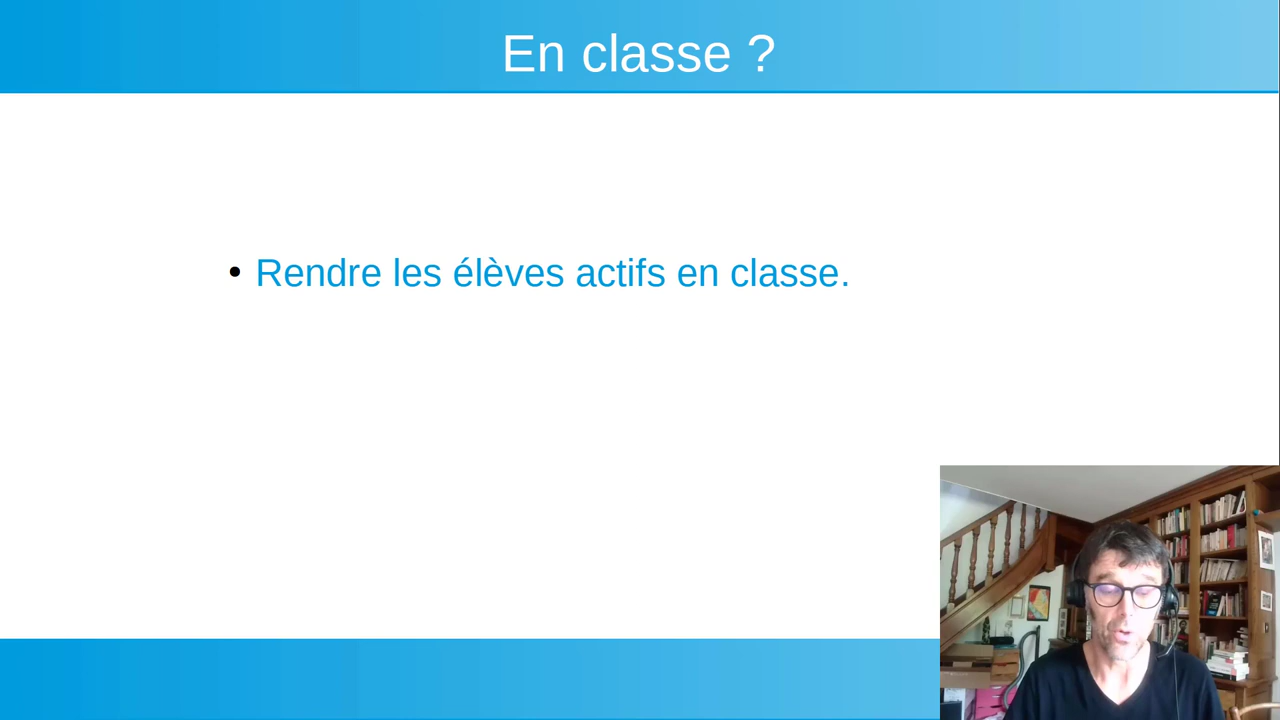 En classe ?
• Rendre les élèves actifs en classe.